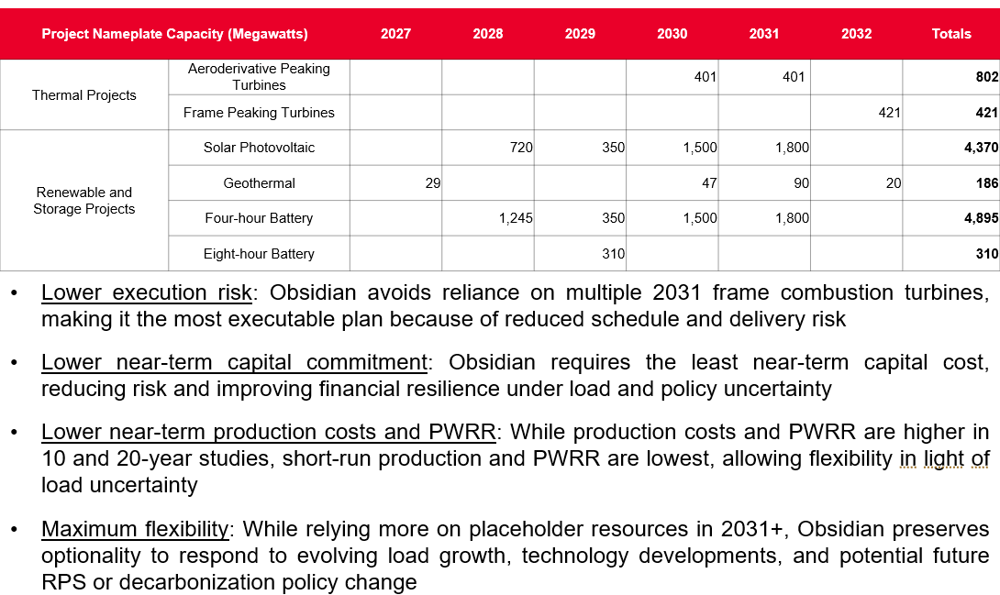 Project Nameplate Capacity (Megawatts) 2027 2028 2029 2030 2031 2032 Totals
Thermal Projects
Aeroderivative Peaking
Turbines
401 401 802
Frame Peaking Turbines 421 421
Renewable and
Storage Projects
Solar Photovoltaic 720 350 1,500 1,800 4,370
Geothermal 29 47 90 20 186
Four-hour Battery 1,245 350 1,500 1,800 4,895
Eight-hour Battery 310 310
• Lower execution risk: Obsidian avoids reliance on multiple 2031 frame combustion turbines,
making it the most executable plan because of reduced schedule and delivery risk
• Lower near-term capital commitment: Obsidian requires the least near-term capital cost,
reducing risk and improving financial resilience under load and policy uncertainty
• Lower near-term production costs and PWRR: While production costs and PWRR are higher in
10 and 20-year studies, short-run production and PWRR are lowest, allowing flexibility in light of
load uncertainty
• Maximum flexibility: While relying more on placeholder resources in 2031+, Obsidian preserves
optionality to respond to evolving load growth, technology developments, and potential future
RPS or decarbonization policy change